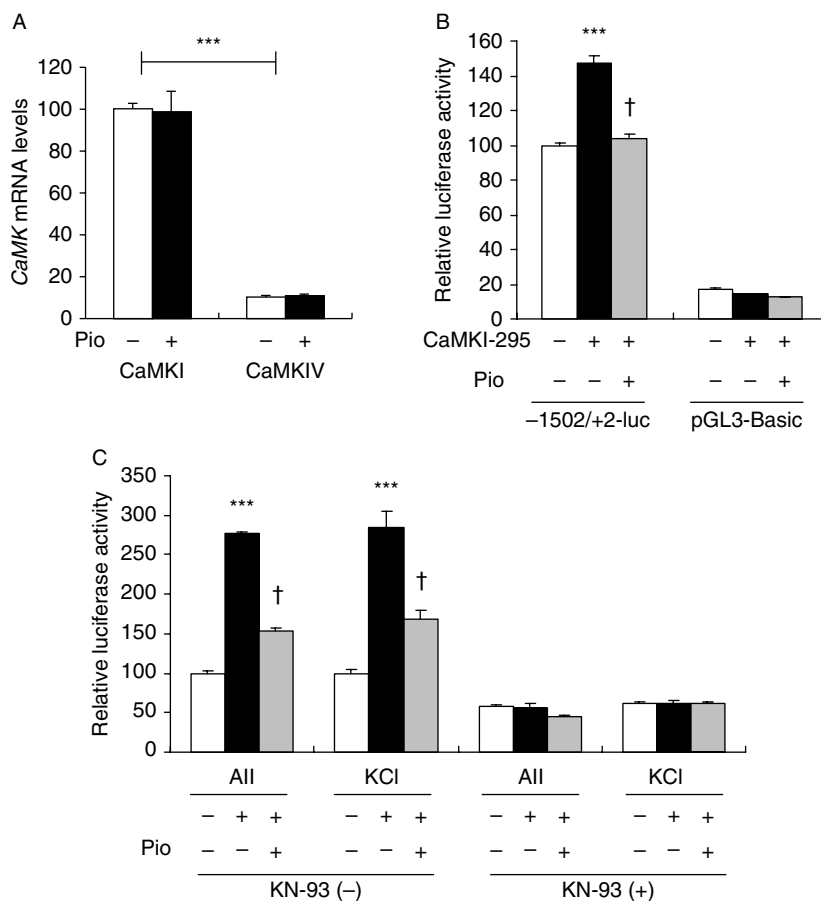 A
***
CaMK mRNA levels
120
100
80
60
40
20
0
Pio
– + – +
CaMKI CaMKIV
B
***
†
Relative luciferase activity
160
140
120
100
80
60
40
20
0
CaMKI-295 – + + – + +
Pio – – + – – +
–1502/+2-luc pGL3-Basic
C
*** ***
† †
Relative luciferase activity
350
300
250
200
150
100
50
0
AII KCl AII KCl
– + + – + + – + + – + +
Pio – – + – – + – – + – – +
KN-93 (–) KN-93 (+)